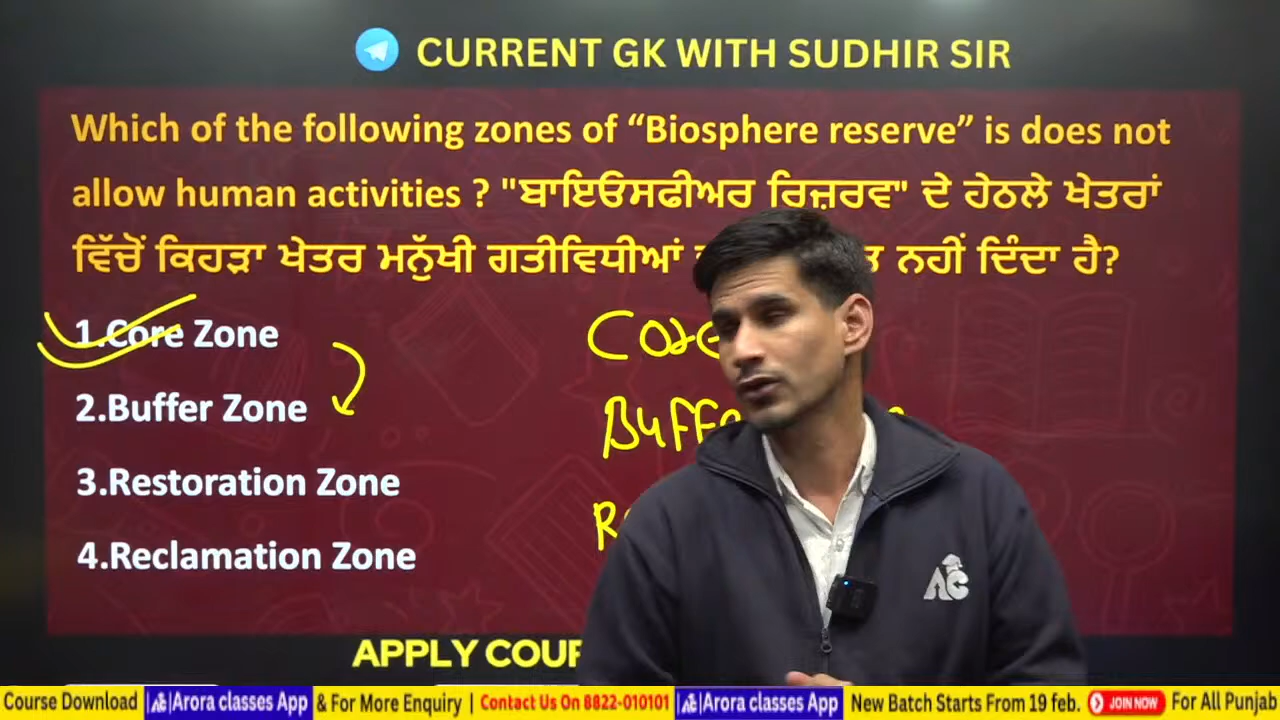 CURRENT GK WITH SUDHIR SIR
Which of the following zones of “Biosphere reserve” is does not
allow human activities ? "ਬਾਇਓਸਫੀਅਰ ਰਿਜ਼ਰਵ" ਦੇ ਹੇਠਲੇ ਖੇਤਰਾਂ
ਵਿੱਚੋਂ ਕਿਹੜਾ ਖੇਤਰ ਮਨੁੱਖੀ ਗਤੀਵਿਧੀਆਂ ਨਹੀਂ ਦਿੰਦਾ ਹੈ?
1.Core Zone
2.Buffer Zone
3.Restoration Zone
4.Reclamation Zone
AC
APPLY
Course Download Arora classes App & For More Enquiry | Contact Us On 8822-010101 Arora classes App New Batch Starts From 19 feb. JOIN NOW For All Punjab